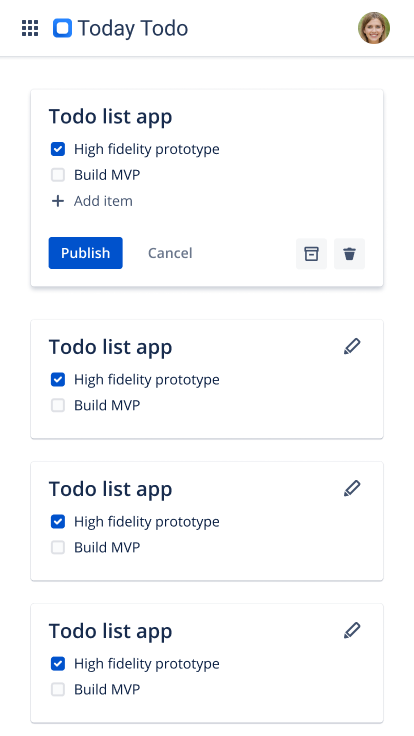 Today Todo
Todo list app
High fidelity prototype
Build MVP
Add item
Publish Cancel
Todo list app
High fidelity prototype
Build MVP
Todo list app
High fidelity prototype
Build MVP
Todo list app
High fidelity prototype
Build MVP